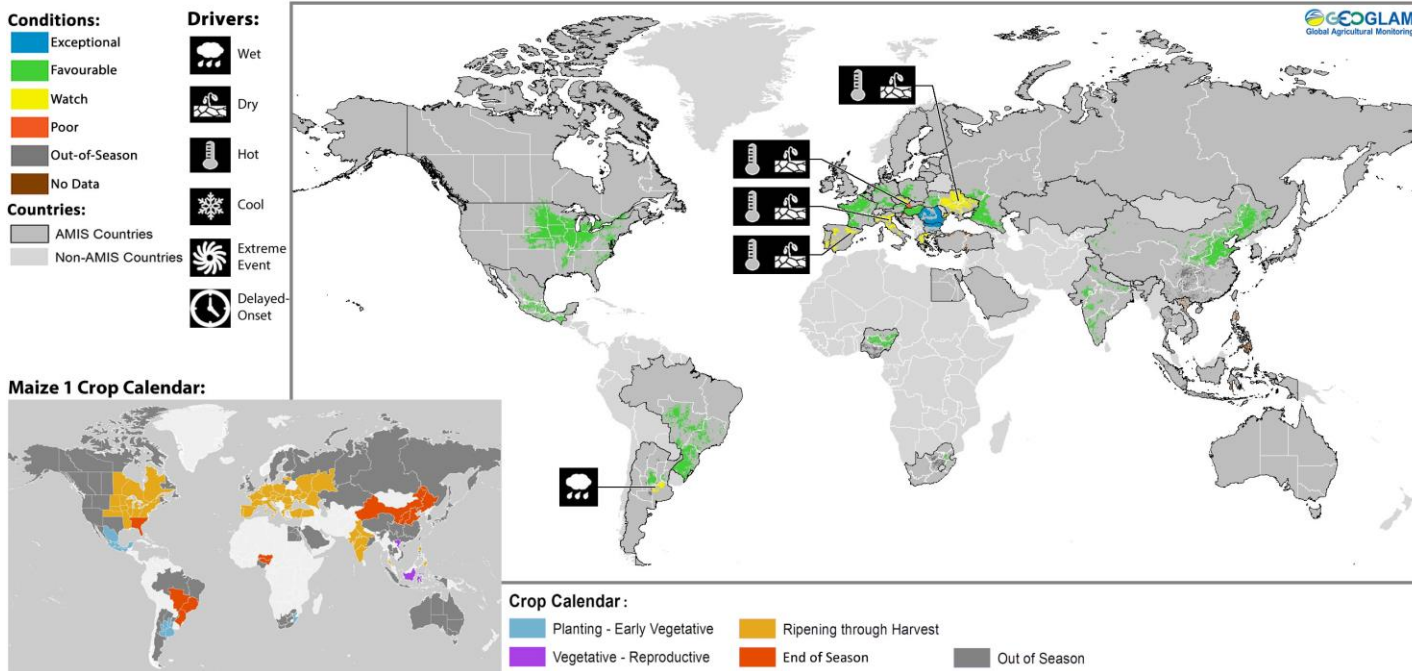 Conditions:
Exceptional
Favourable
Watch
Poor
Out-of-Season
No Data
Countries:
AMIS Countries
Non-AMIS Countries
Drivers:
Wet
Dry
Hot
Cool
Extreme
Event
Delayed-
Onset
GEOGLAM
Global Agricultural Monitoring
Maize 1 Crop Calendar:
Crop Calendar :
Planting - Early Vegetative
Ripening through Harvest
Vegetative - Reproductive
End of Season
Out of Season